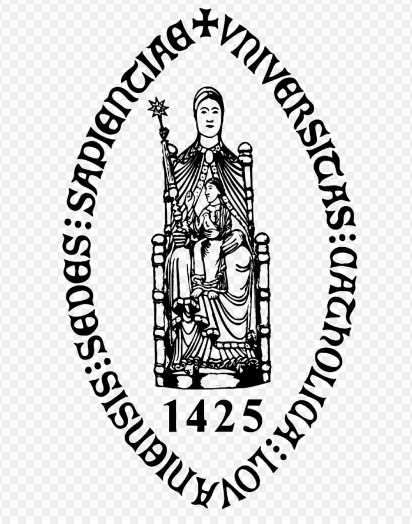 ✠ VNIVERSITAS : CATHOLICA : LOVANIENSIS : SEDES : SAPIENTIAE
1425